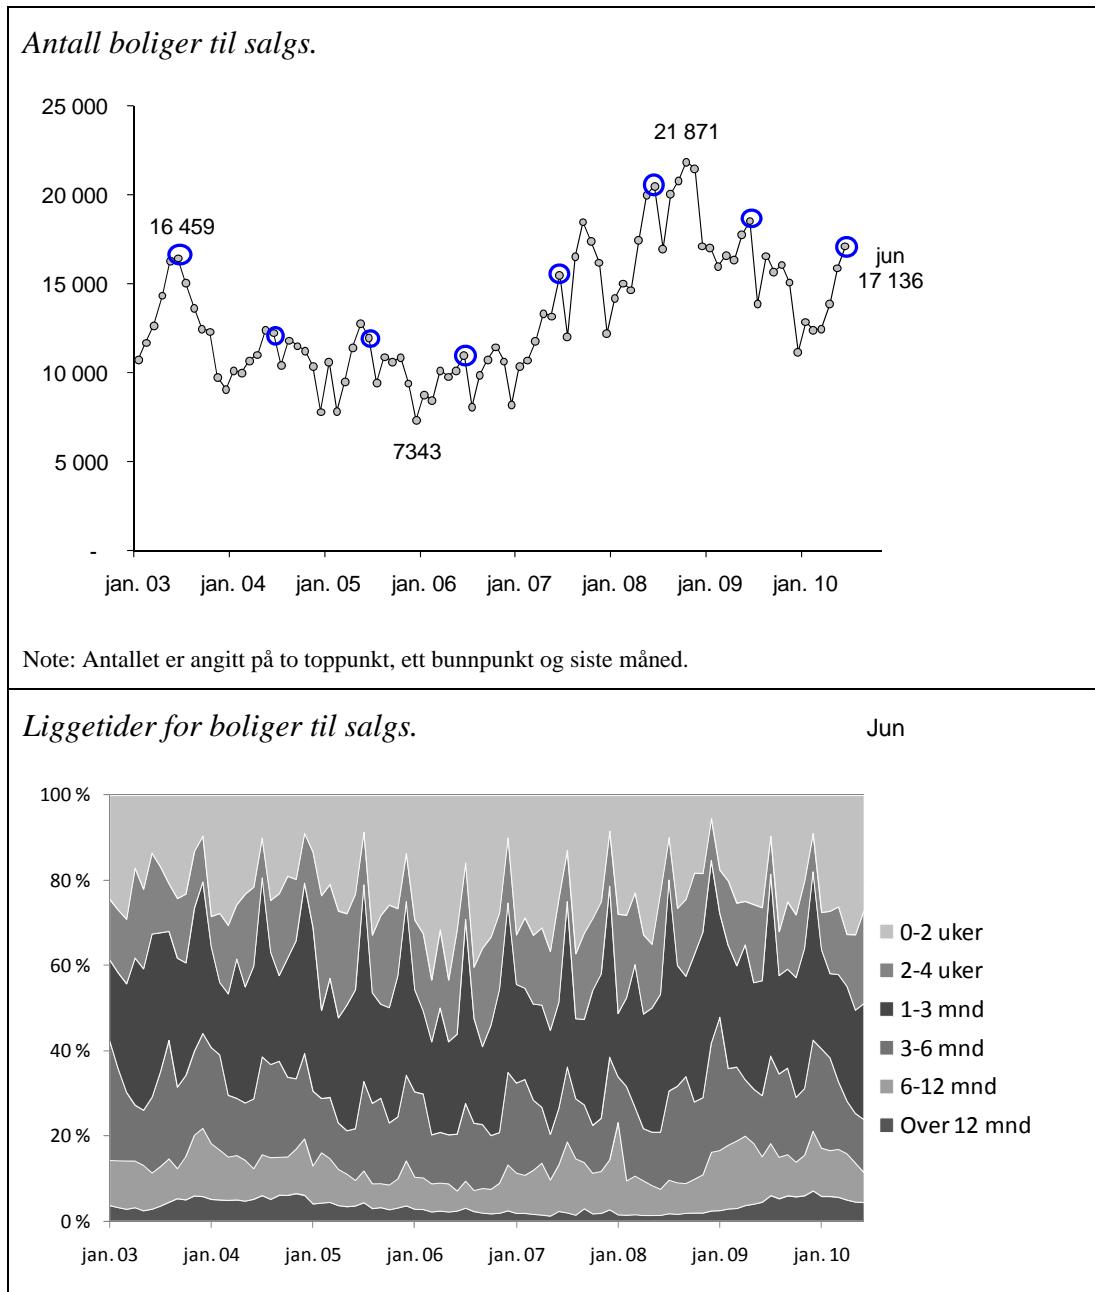 Antall boliger til salgs.
25 000
21 871
20 000
16 459
15 000
jun
17 136
10 000
7343
5 000
-
jan. 03 jan. 04 jan. 05 jan. 06 jan. 07 jan. 08 jan. 09 jan. 10
Note: Antallet er angitt på to toppunkt, ett bunnpunkt og siste måned.
Liggetider for boliger til salgs.
Jun
100 %
80 %
60 %
40 %
20 %
0 %
0-2 uker
2-4 uker
1-3 mnd
3-6 mnd
6-12 mnd
Over 12 mnd
jan. 03 jan. 04 jan. 05 jan. 06 jan. 07 jan. 08 jan. 09 jan. 10